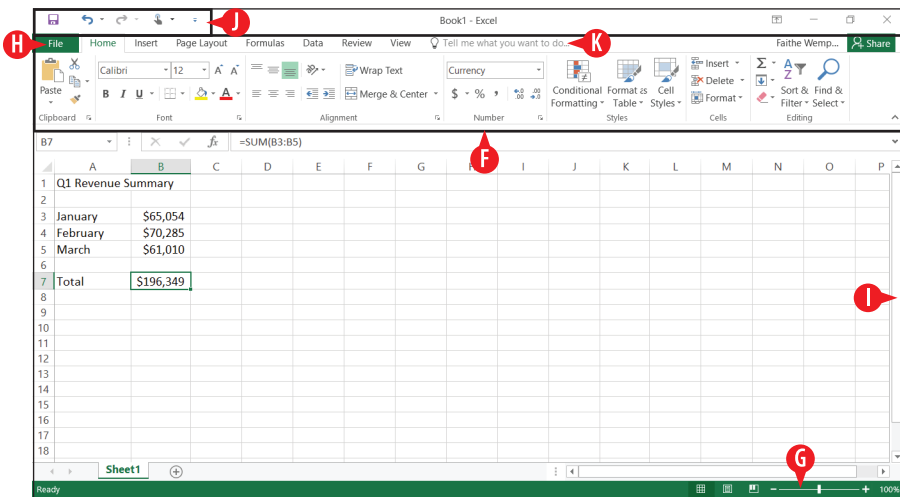 J
Book1 - Excel
H
File Home Insert Page Layout Formulas Data Review View Tell me what you want to do... K Faithe Wemp... Share
Calibri 12 Wrap Text Currency Insert
Paste B I U A Merge & Center $ % , Conditional Formatting Format as Table Cell Styles Delete Format Sort & Filter Find & Select
Clipboard Font Alignment Number Styles Cells Editing
F
B7 fx =SUM(B3:B5)
A B C D E F G H I J K L M N O P
1 Q1 Revenue Summary
2
3 January $65,054
4 February $70,285
5 March $61,010
6
7 Total $196,349
8
I
9
10
11
12
13
14
15
16
17
18
Sheet1
G
Ready 100%